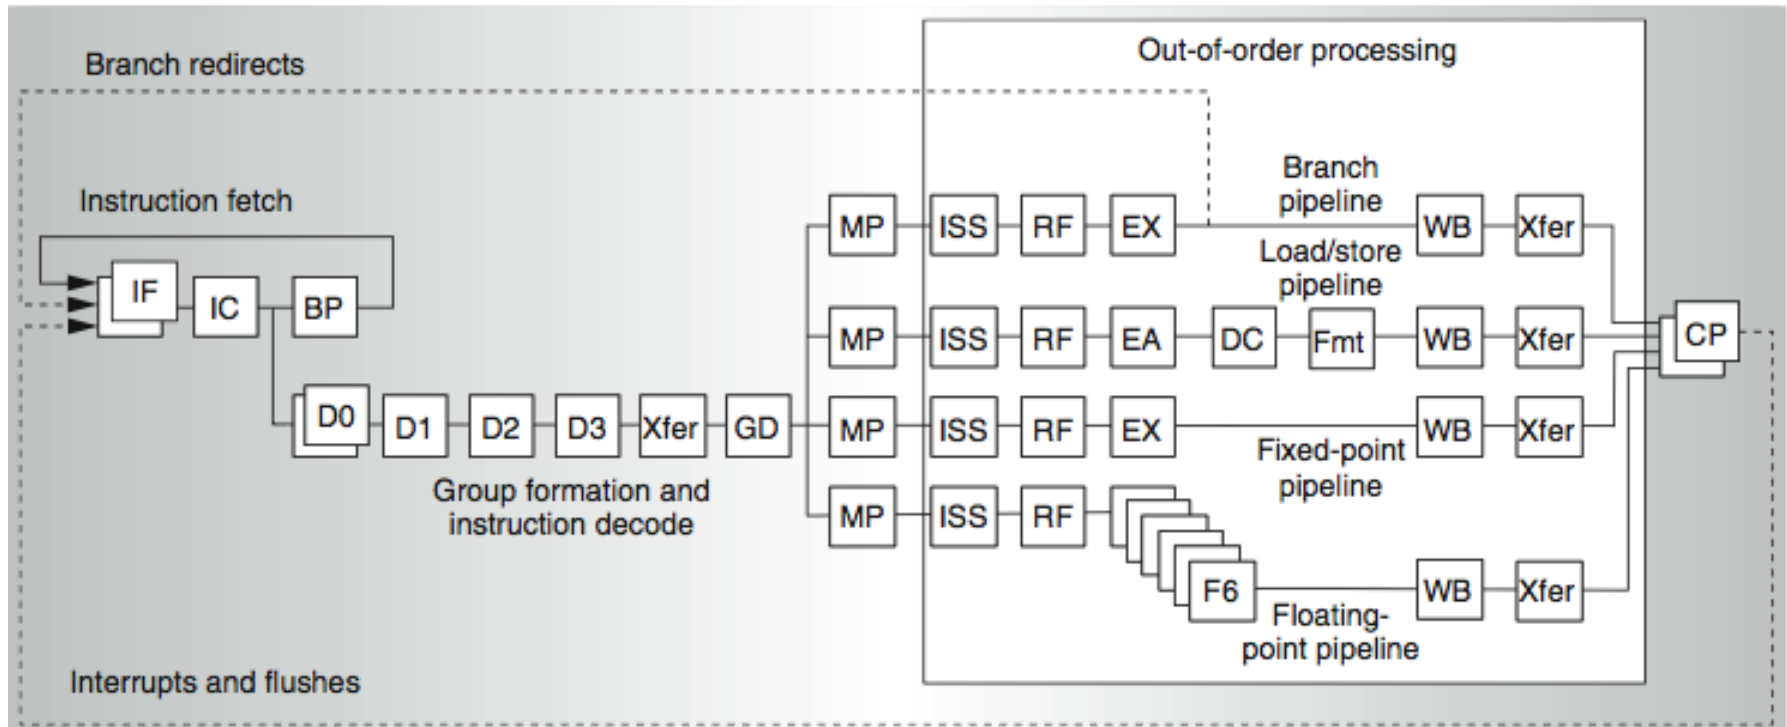 Out-of-order processing
Branch redirects
Instruction fetch
Branch
pipeline
MP ISS RF EX WB Xfer
Load/store
pipeline
IF IC BP
MP ISS RF EA DC Fmt WB Xfer
CP
D0 D1 D2 D3 Xfer GD
MP ISS RF EX WB Xfer
Fixed-point
pipeline
Group formation and
instruction decode
MP ISS RF
F6 WB Xfer
Floating-
point pipeline
Interrupts and flushes